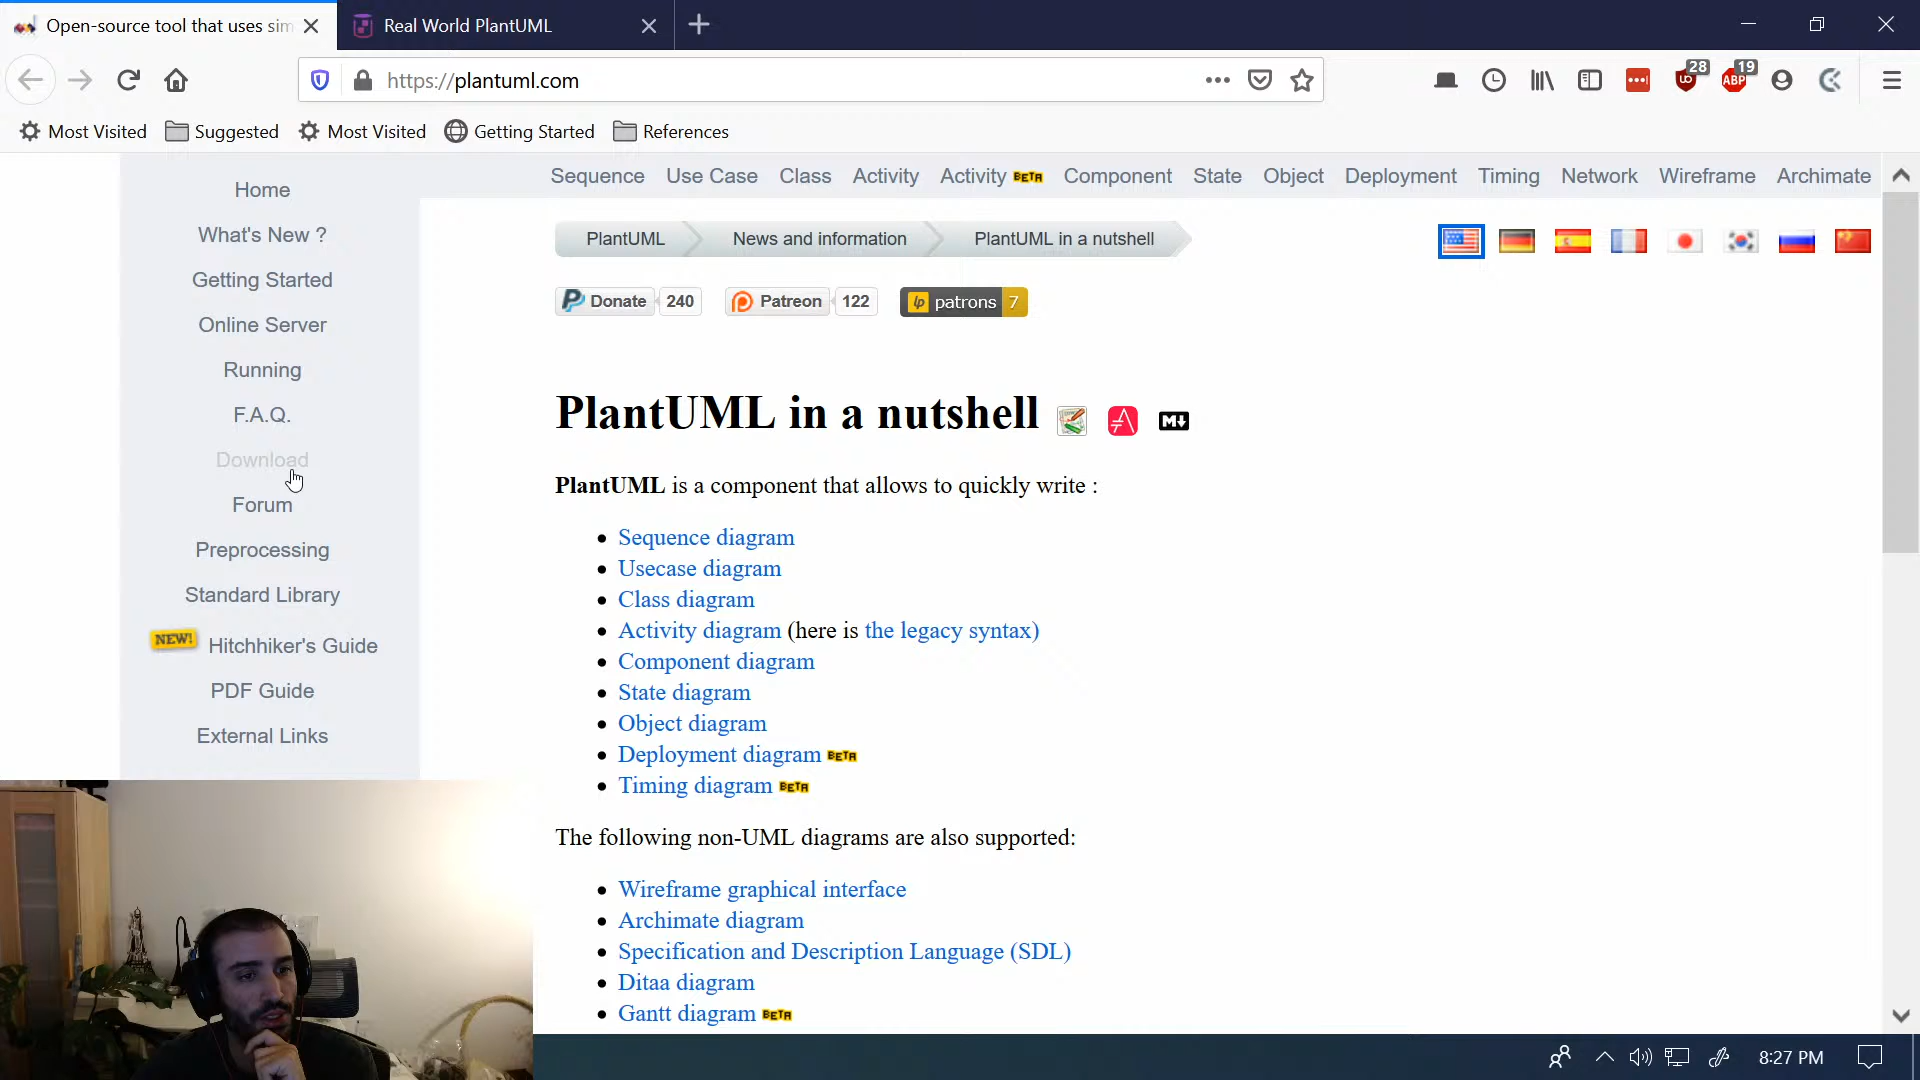 Open-source tool that uses sim
Real World PlantUML
https://plantuml.com
28
ABP
19
Most Visited
Suggested
Most Visited
Getting Started
References
Home
What's New ?
Getting Started
Online Server
Running
F.A.Q.
Download
Forum
Preprocessing
Standard Library
NEW! Hitchhiker's Guide
PDF Guide
External Links
Sequence Use Case Class Activity Activity BETA Component State Object Deployment Timing Network Wireframe Archimate
PlantUML News and information PlantUML in a nutshell
Donate 240 Patreon 122 lp patrons 7
PlantUML in a nutshell
PlantUML is a component that allows to quickly write :
Sequence diagram
Usecase diagram
Class diagram
Activity diagram (here is the legacy syntax)
Component diagram
State diagram
Object diagram
Deployment diagram BETA
Timing diagram BETA
The following non-UML diagrams are also supported:
Wireframe graphical interface
Archimate diagram
Specification and Description Language (SDL)
Ditaa diagram
Gantt diagram BETA
8:27 PM